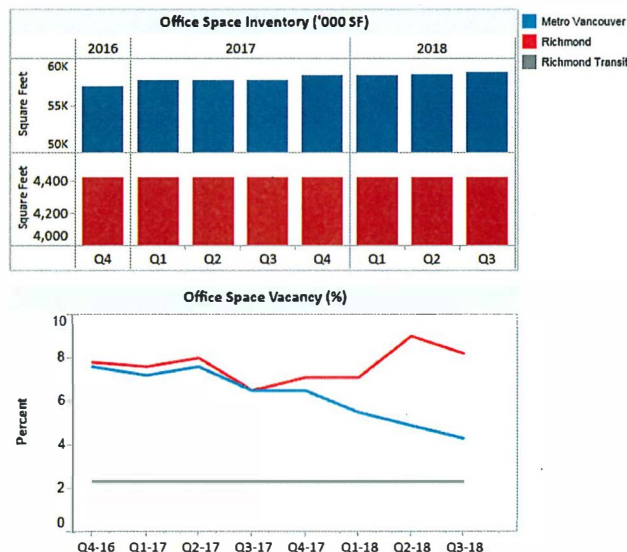 Office Space Inventory ('000 SF)
Metro Vancouver
Richmond
Richmond Transit
2016 2017 2018
60K
55K
50K
Square Feet
4,400
4,200
4,000
Square Feet
Q4 Q1 Q2 Q3 Q4 Q1 Q2 Q3
Office Space Vacancy (%)
10
8
6
4
2
0
Percent
Q4-16 Q1-17 Q2-17 Q3-17 Q4-17 Q1-18 Q2-18 Q3-18